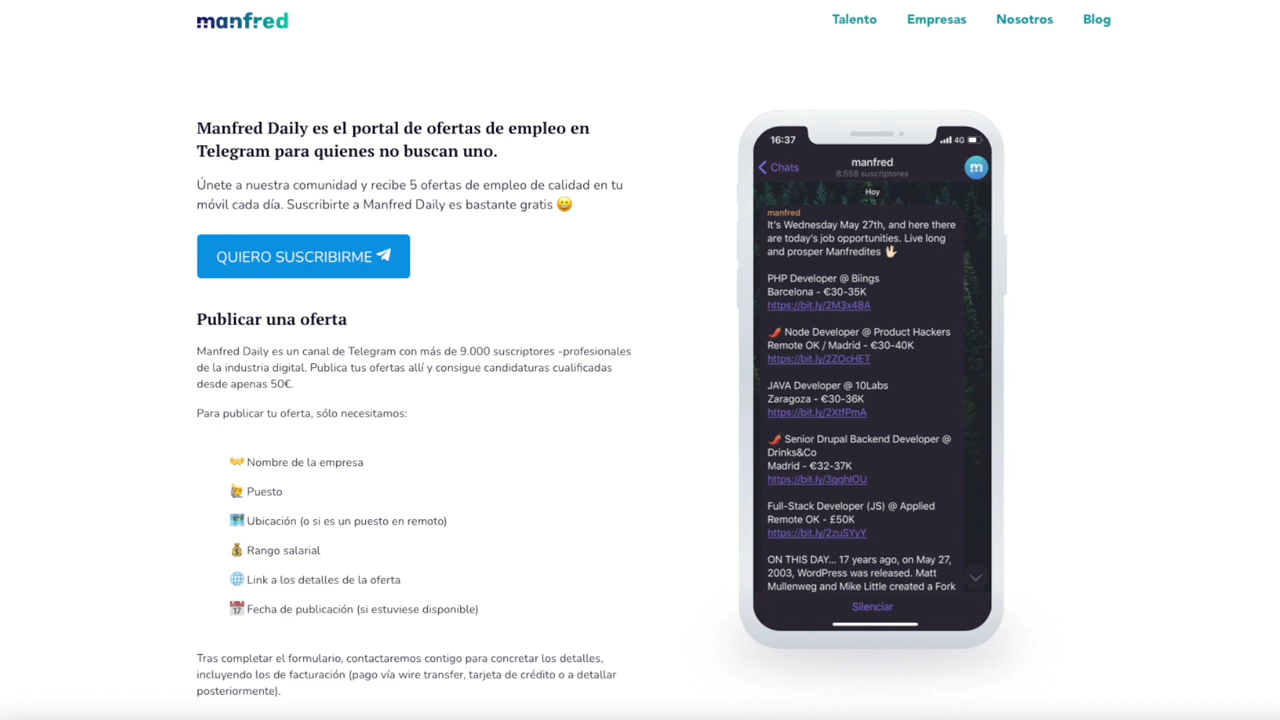 manfred
Talento Empresas Nosotros Blog
Manfred Daily es el portal de ofertas de empleo en
Telegram para quienes no buscan uno.
Únete a nuestra comunidad y recibe 5 ofertas de empleo de calidad en tu
móvil cada día. Suscribirte a Manfred Daily es bastante gratis 😀
QUIERO SUSCRIBIRME
Publicar una oferta
Manfred Daily es un canal de Telegram con más de 9.000 suscriptores -profesionales
de la industria digital. Publica tus ofertas allí y consigue candidaturas cualificadas
desde apenas 50€.
Para publicar tu oferta, sólo necesitamos:
Nombre de la empresa
Puesto
Ubicación (o si es un puesto en remoto)
Rango salarial
Link a los detalles de la oferta
Fecha de publicación (si estuviese disponible)
Tras completar el formulario, contactaremos contigo para concretar los detalles,
incluyendo los de facturación (pago vía wire transfer, tarjeta de crédito o a detallar
posteriormente).
16:37
4G
Chats
manfred
8.558 suscriptores
m
Hoy
manfred
It's Wednesday May 27th, and here there
are today's job opportunities. Live long
and prosper Manfredites 🖖🏻
PHP Developer @ Biings
Barcelona - €30-35K
https://bit.ly/2M3x48A
🌶️ Node Developer @ Product Hackers
Remote OK / Madrid - €30-40K
https://bit.ly/2ZOcHET
JAVA Developer @ 10Labs
Zaragoza - €30-36K
https://bit.ly/2XtfPmA
🌶️ Senior Drupal Backend Developer @
Drinks&Co
Madrid - €32-37K
https://bit.ly/3gqhlOU
Full-Stack Developer (JS) @ Applied
Remote OK - £50K
https://bit.ly/2zuSYyY
ON THIS DAY... 17 years ago, on May 27,
2003, WordPress was released. Matt
Mullenweg and Mike Little created a Fork
Silenciar